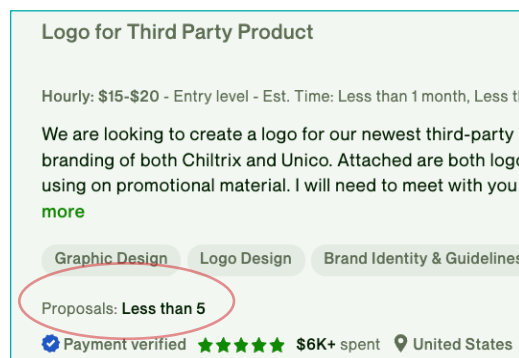 Logo for Third Party Product
Hourly: $15-$20 - Entry level - Est. Time: Less than 1 month, Less
We are looking to create a logo for our newest third-party
branding of both Chiltrix and Unico. Attached are both
using on promotional material. I will need to meet with you
more
Graphic Design Logo Design Brand Identity & Guidelines
Proposals: Less than 5
Payment verified $6K+ spent United States